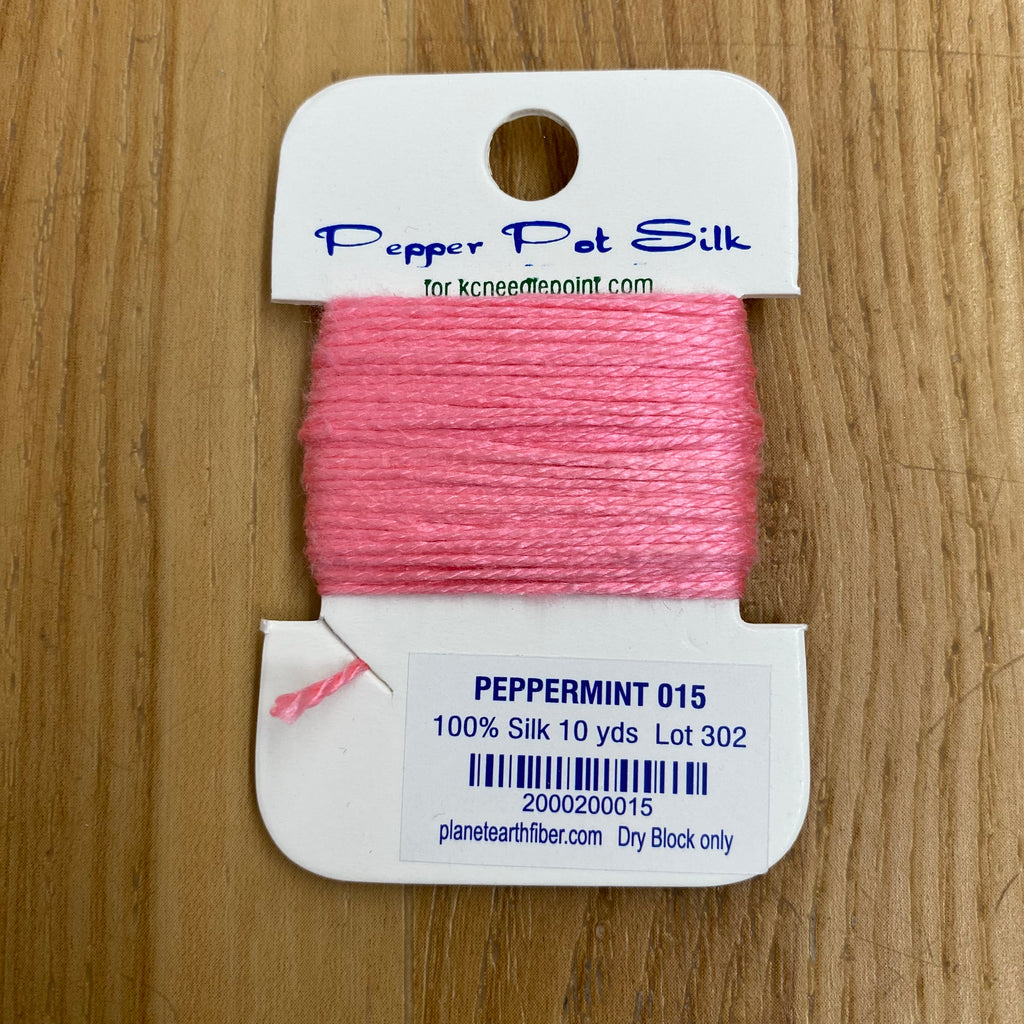 Pepper Pot Silk
for kcneedlepoint.com
PEPPERMINT 015
100% Silk 10 yds Lot 302
2000200015
planetearthfiber.com Dry Block only